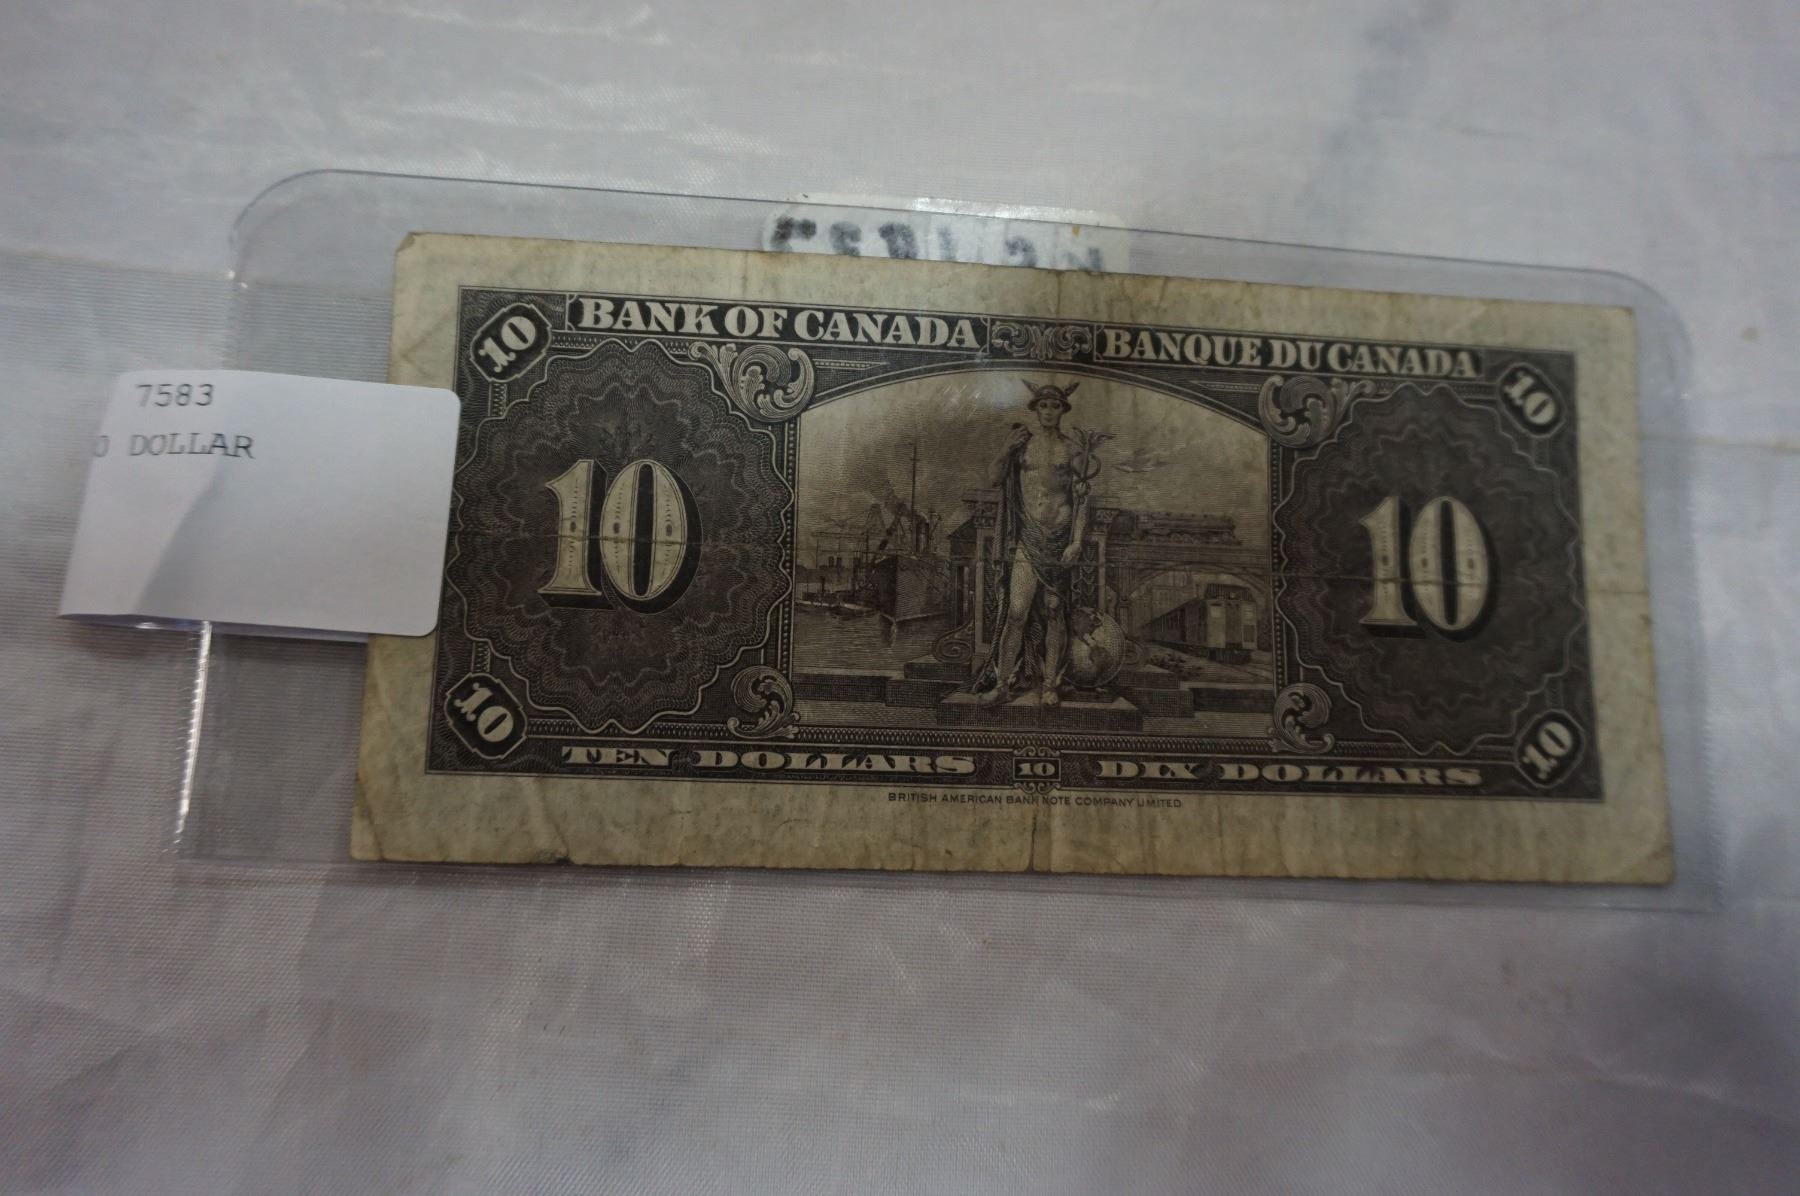 7583
0 DOLLAR
10 BANK OF CANADA BANQUE DU CANADA 10
10 10
10 TEN DOLLARS 10 DIX DOLLARS 10
BRITISH AMERICAN BANK NOTE COMPANY LIMITED